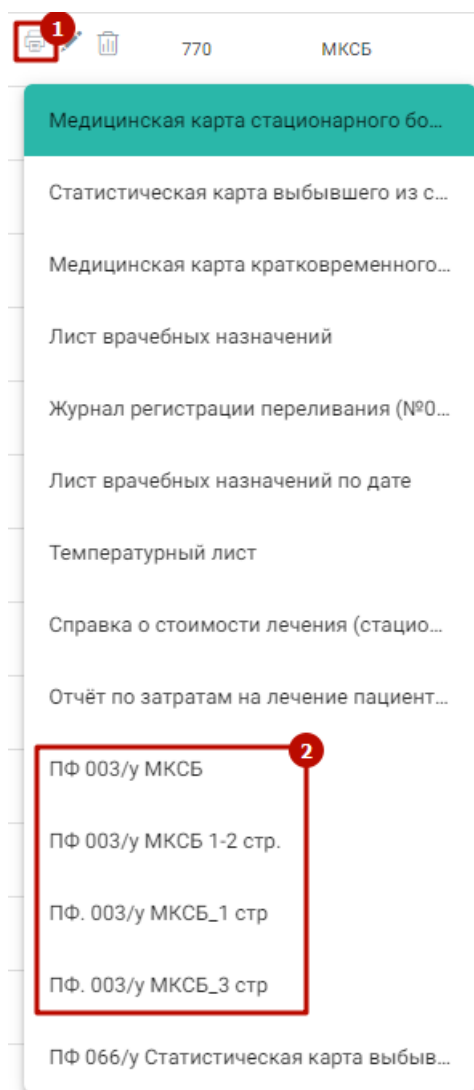 1
770 МКСБ
Медицинская карта стационарного бо...
Статистическая карта выбывшего из с...
Медицинская карта кратковременного...
Лист врачебных назначений
Журнал регистрации переливания (№0...
Лист врачебных назначений по дате
Температурный лист
Справка о стоимости лечения (стацио...
Отчёт по затратам на лечение пациент...
2
ПФ 003/у МКСБ
ПФ 003/у МКСБ 1-2 стр.
ПФ. 003/у МКСБ_1 стр
ПФ. 003/у МКСБ_3 стр
ПФ 066/у Статистическая карта выбыв...